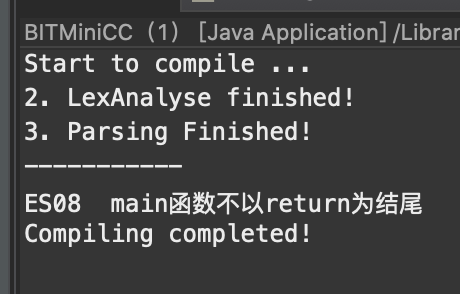 BITMiniCC (1) [Java Application] /Librar
Start to compile ...
2. LexAnalyse finished!
3. Parsing Finished!
-----------
ES08  main函数不以return为结尾
Compiling completed!